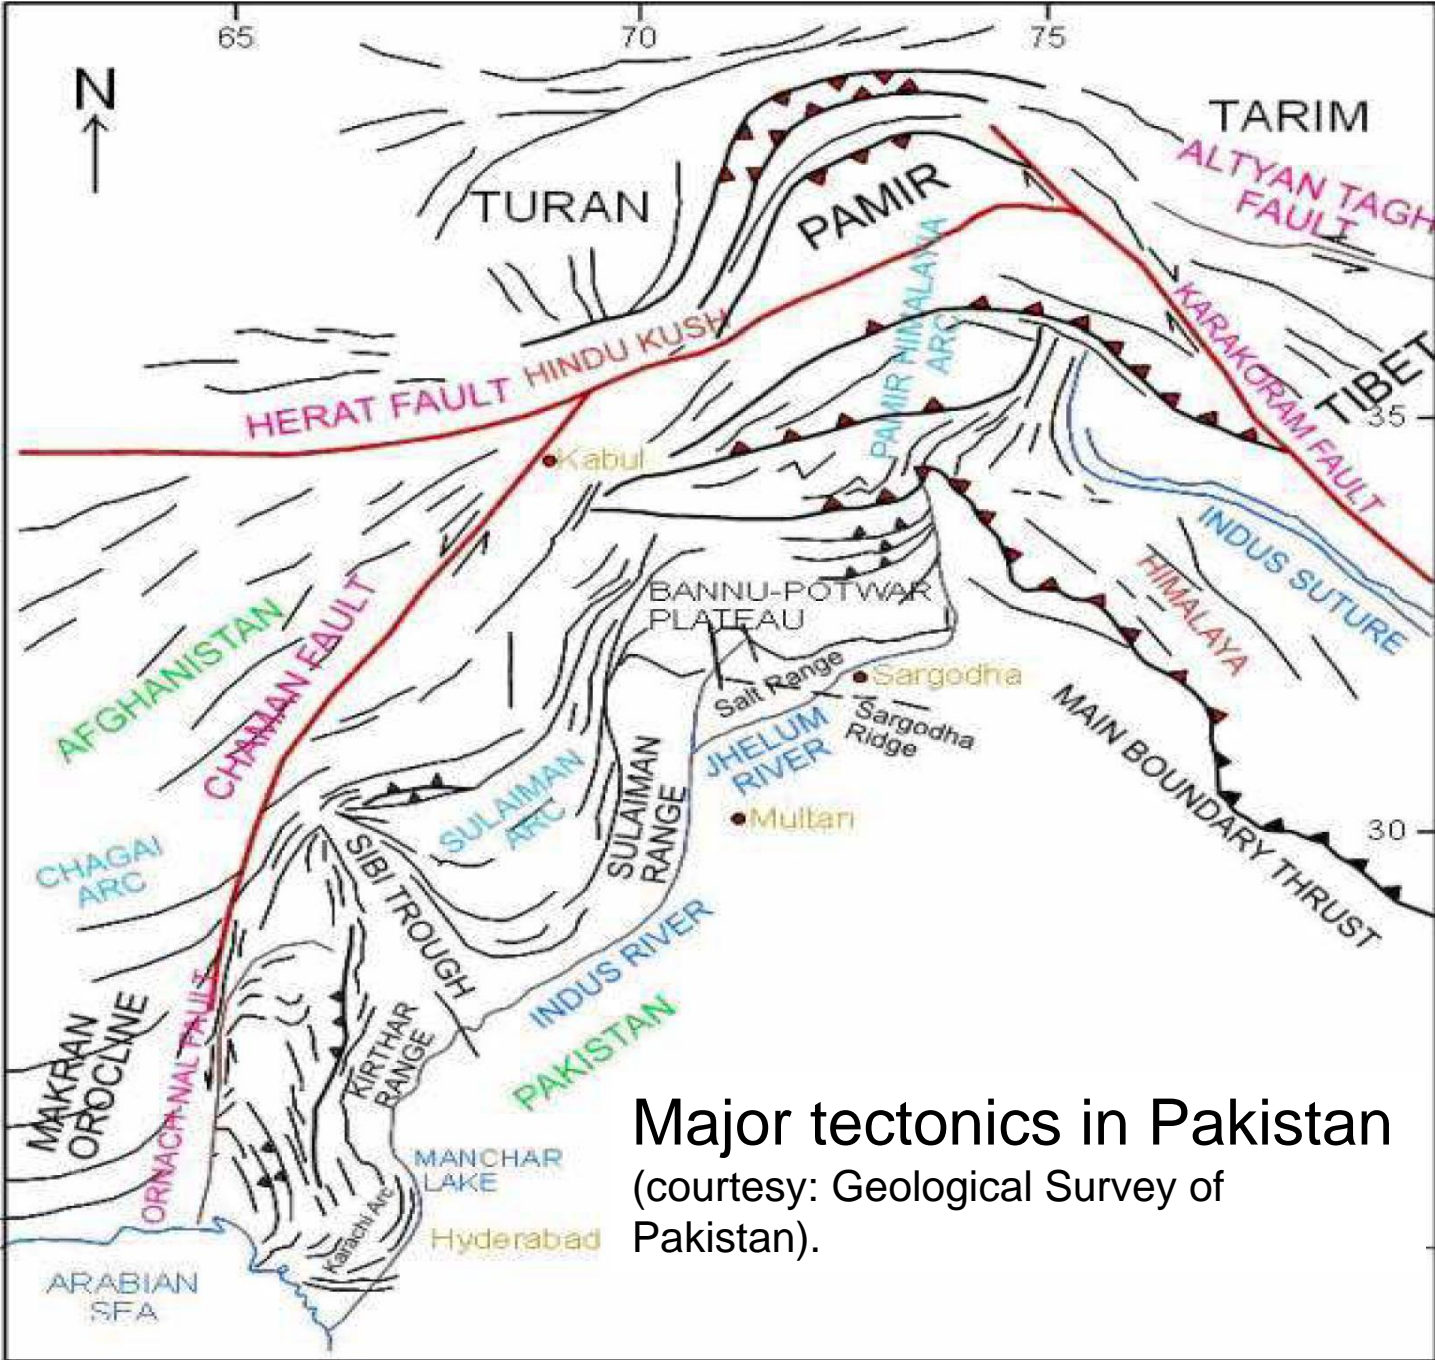 65
70
75
N
TARIM
ALTYAN TAGH
FAULT
TURAN
PAMIR
PAMIR HIMALAYIA
ARC
HINDU KUSH
HERAT FAULT
KARAKORAM FAULT
TIBET
35
Kabul
INDUS SUTURE
HIMALAYA
BANNU-POTWAR
PLATEAU
AFGHANISTAN
CHAMAN FAULT
Salt Range
Sargodha
Sargodha
Ridge
JHELUM
RIVER
MAIN BOUNDARY THRUST
SULAIMAN
ARC
SULAIMAN
RANGE
Multan
30
CHAGAI
ARC
SIBI TROUGH
INDUS RIVER
PAKISTAN
MAKRAN
OROCLINE
ORNACH-NAL FAULT
KIRTHAR
RANGE
Major tectonics in Pakistan
(courtesy: Geological Survey of
Pakistan).
MANCHAR
LAKE
Karachi Arc
Hyderabad
ARABIAN
SEA